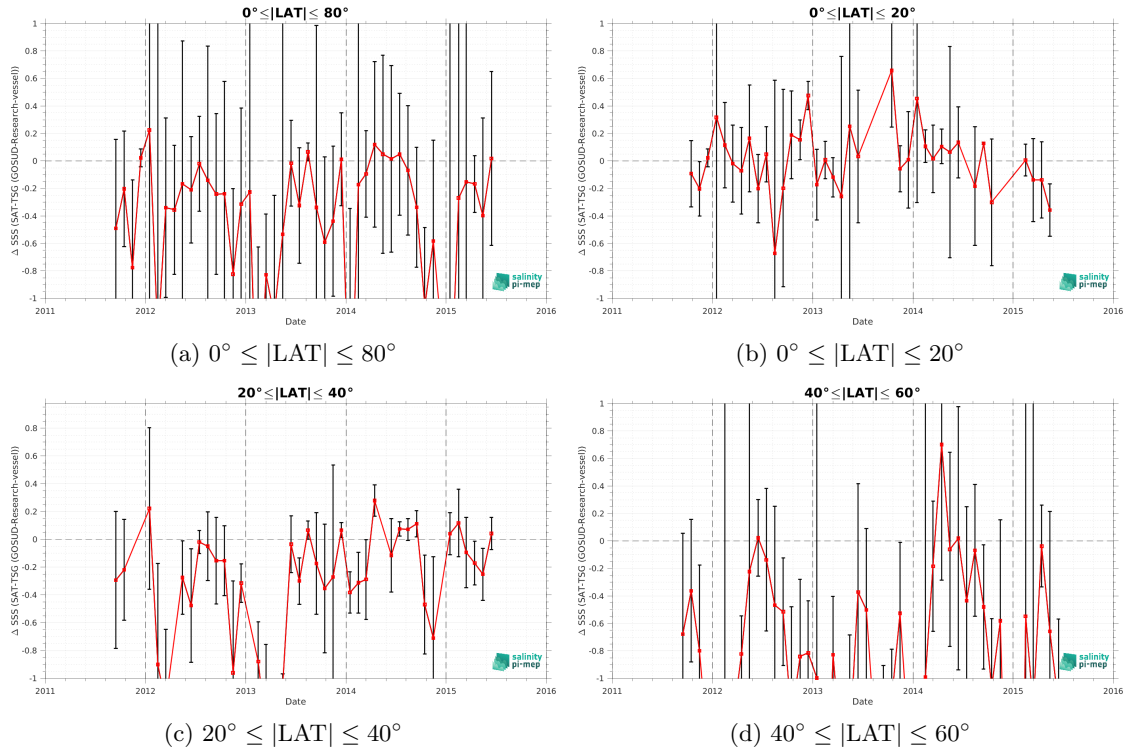 0°≤|LAT|≤ 80°
Δ SSS (SAT-TSG (GOSUD-Research-vessel))
1
0.8
0.6
0.4
0.2
0
-0.2
-0.4
-0.6
-0.8
-1
2011
2012
2013
2014
2015
2016
Date
salinity
pi-mep
(a) 0° ≤ |LAT| ≤ 80°
0°≤|LAT|≤ 20°
Δ SSS (SAT-TSG (GOSUD-Research-vessel))
1
0.8
0.6
0.4
0.2
0
-0.2
-0.4
-0.6
-0.8
-1
2011
2012
2013
2014
2015
2016
Date
salinity
pi-mep
(b) 0° ≤ |LAT| ≤ 20°
20°≤|LAT|≤ 40°
Δ SSS (SAT-TSG (GOSUD-Research-vessel))
0.8
0.6
0.4
0.2
0
-0.2
-0.4
-0.6
-0.8
-1
2011
2012
2013
2014
2015
2016
Date
salinity
pi-mep
(c) 20° ≤ |LAT| ≤ 40°
40°≤|LAT|≤ 60°
Δ SSS (SAT-TSG (GOSUD-Research-vessel))
1
0.8
0.6
0.4
0.2
0
-0.2
-0.4
-0.6
-0.8
-1
2011
2012
2013
2014
2015
2016
Date
salinity
pi-mep
(d) 40° ≤ |LAT| ≤ 60°